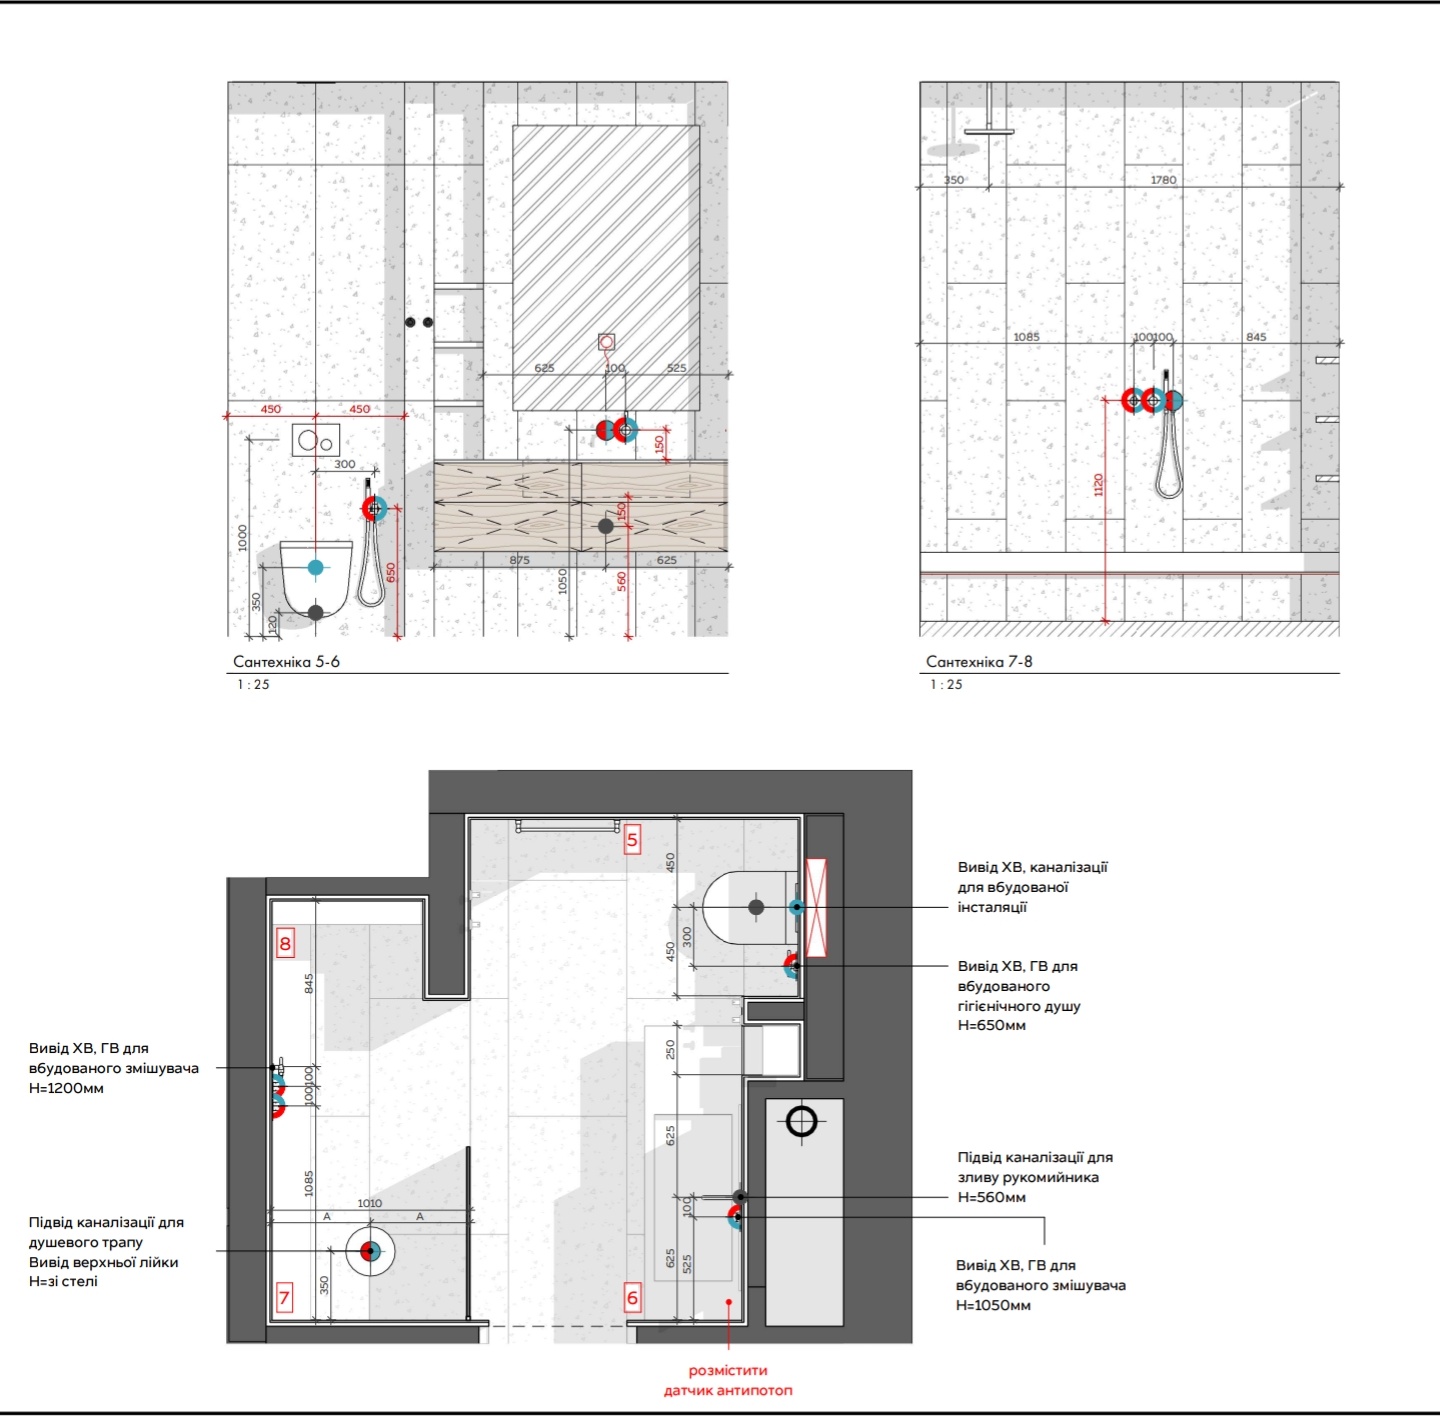 350
1780
625
100
525
1085
100
100
845
450
450
150
300
1000
150
1120
875
625
650
1050
560
350
120
Сантехніка 5-6
1 : 25
Сантехніка 7-8
1 : 25
5
450
Вивід ХВ, каналізації
для вбудованої
інсталяції
8
450
300
845
Вивід ХВ, ГВ для
вбудованого
гігієнічного душу
H=650мм
Вивід ХВ, ГВ для
вбудованого змішувача
H=1200мм
250
100
100
625
Підвід каналізації для
зливу рукомийника
H=560мм
1085
1010
А
А
100
Підвід каналізації для
душевого трапу
Вивід верхньої лійки
H=зі стелі
625
525
350
Вивід ХВ, ГВ для
вбудованого змішувача
H=1050мм
7
6
розмістити
датчик антипотоп